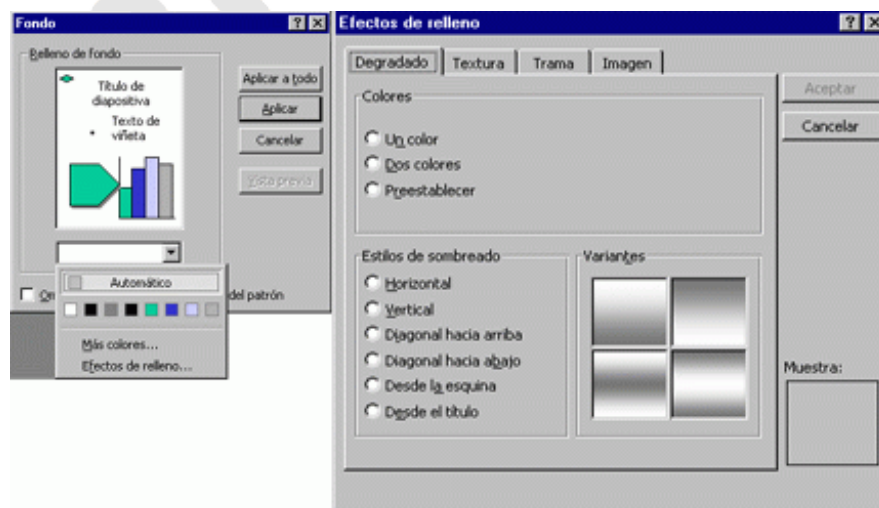 Fondo
Relleno de fondo
Título de
diapositiva
Texto de
viñeta
Aplicar a todo
Aplicar
Cancelar
Vista previa
Automático
del patrón
Más colores...
Efectos de relleno...
Efectos de relleno
Degradado
Textura
Trama
Imagen
Colores
Un color
Dos colores
Preestablecer
Estilos de sombreado
Horizontal
Vertical
Diagonal hacia arriba
Diagonal hacia abajo
Desde la esquina
Desde el título
Variantes
Aceptar
Cancelar
Muestra: